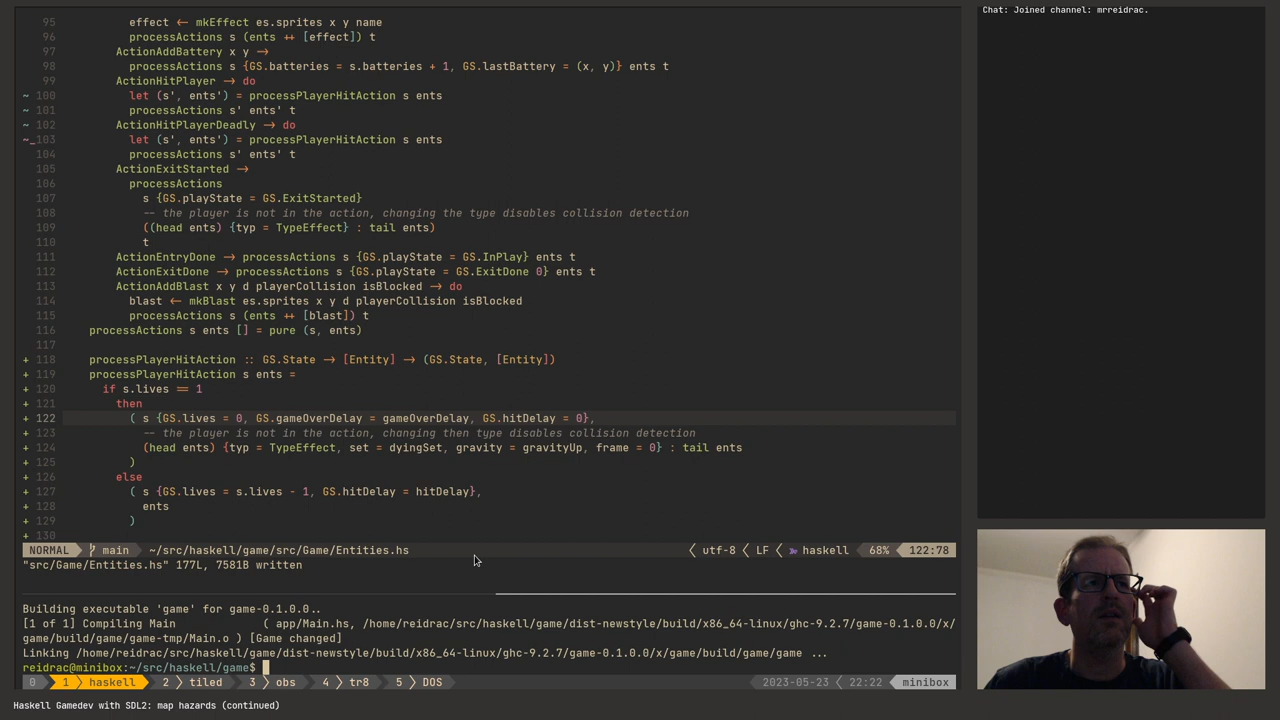 95 effect ← mkEffect es.sprites x y name
96 processActions s (ents ++ [effect]) t
97 ActionAddBattery x y →
98 processActions s {GS.batteries = s.batteries + 1, GS.lastBattery = (x, y)} ents t
99 ActionHitPlayer → do
~ 100 let (s', ents') = processPlayerHitAction s ents
~ 101 processActions s' ents' t
~ 102 ActionHitPlayerDeadly → do
~_103 let (s', ents') = processPlayerHitAction s ents
104 processActions s' ents' t
105 ActionExitStarted →
106 processActions
107 s {GS.playState = GS.ExitStarted}
108 -- the player is not in the action, changing the type disables collision detection
109 ((head ents) {typ = TypeEffect} : tail ents)
110 t
111 ActionEntryDone → processActions s {GS.playState = GS.InPlay} ents t
112 ActionExitDone → processActions s {GS.playState = GS.ExitDone 0} ents t
113 ActionAddBlast x y d playerCollision isBlocked → do
114 blast ← mkBlast es.sprites x y d playerCollision isBlocked
115 processActions s (ents ++ [blast]) t
116 processActions s ents [] = pure (s, ents)
117
+ 118 processPlayerHitAction :: GS.State → [Entity] → (GS.State, [Entity])
+ 119 processPlayerHitAction s ents =
+ 120 if s.lives == 1
+ 121 then
+ 122 ( s {GS.lives = 0, GS.gameOverDelay = gameOverDelay, GS.hitDelay = 0},
+ 123 -- the player is not in the action, changing then type disables collision detection
+ 124 (head ents) {typ = TypeEffect, set = dyingSet, gravity = gravityUp, frame = 0} : tail ents
+ 125 )
+ 126 else
+ 127 ( s {GS.lives = s.lives - 1, GS.hitDelay = hitDelay},
+ 128 ents
+ 129 )
+ 130
NORMAL main ~/src/haskell/game/src/Game/Entities.hs utf-8 LF haskell 68% 122:78
"src/Game/Entities.hs" 177L, 7581B written
Building executable 'game' for game-0.1.0.0..
[1 of 1] Compiling Main ( app/Main.hs, /home/reidrac/src/haskell/game/dist-newstyle/build/x86_64-linux/ghc-9.2.7/game-0.1.0.0/x/
game/build/game/game-tmp/Main.o ) [Game changed]
Linking /home/reidrac/src/haskell/game/dist-newstyle/build/x86_64-linux/ghc-9.2.7/game-0.1.0.0/x/game/build/game/game ...
reidrac@minibox:~/src/haskell/game$
0 1 haskell 2 tiled 3 obs 4 tr8 5 DOS 2023-05-23 22:22 minibox
Haskell Gamedev with SDL2: map hazards (continued)
Chat: Joined channel: mrreidrac.